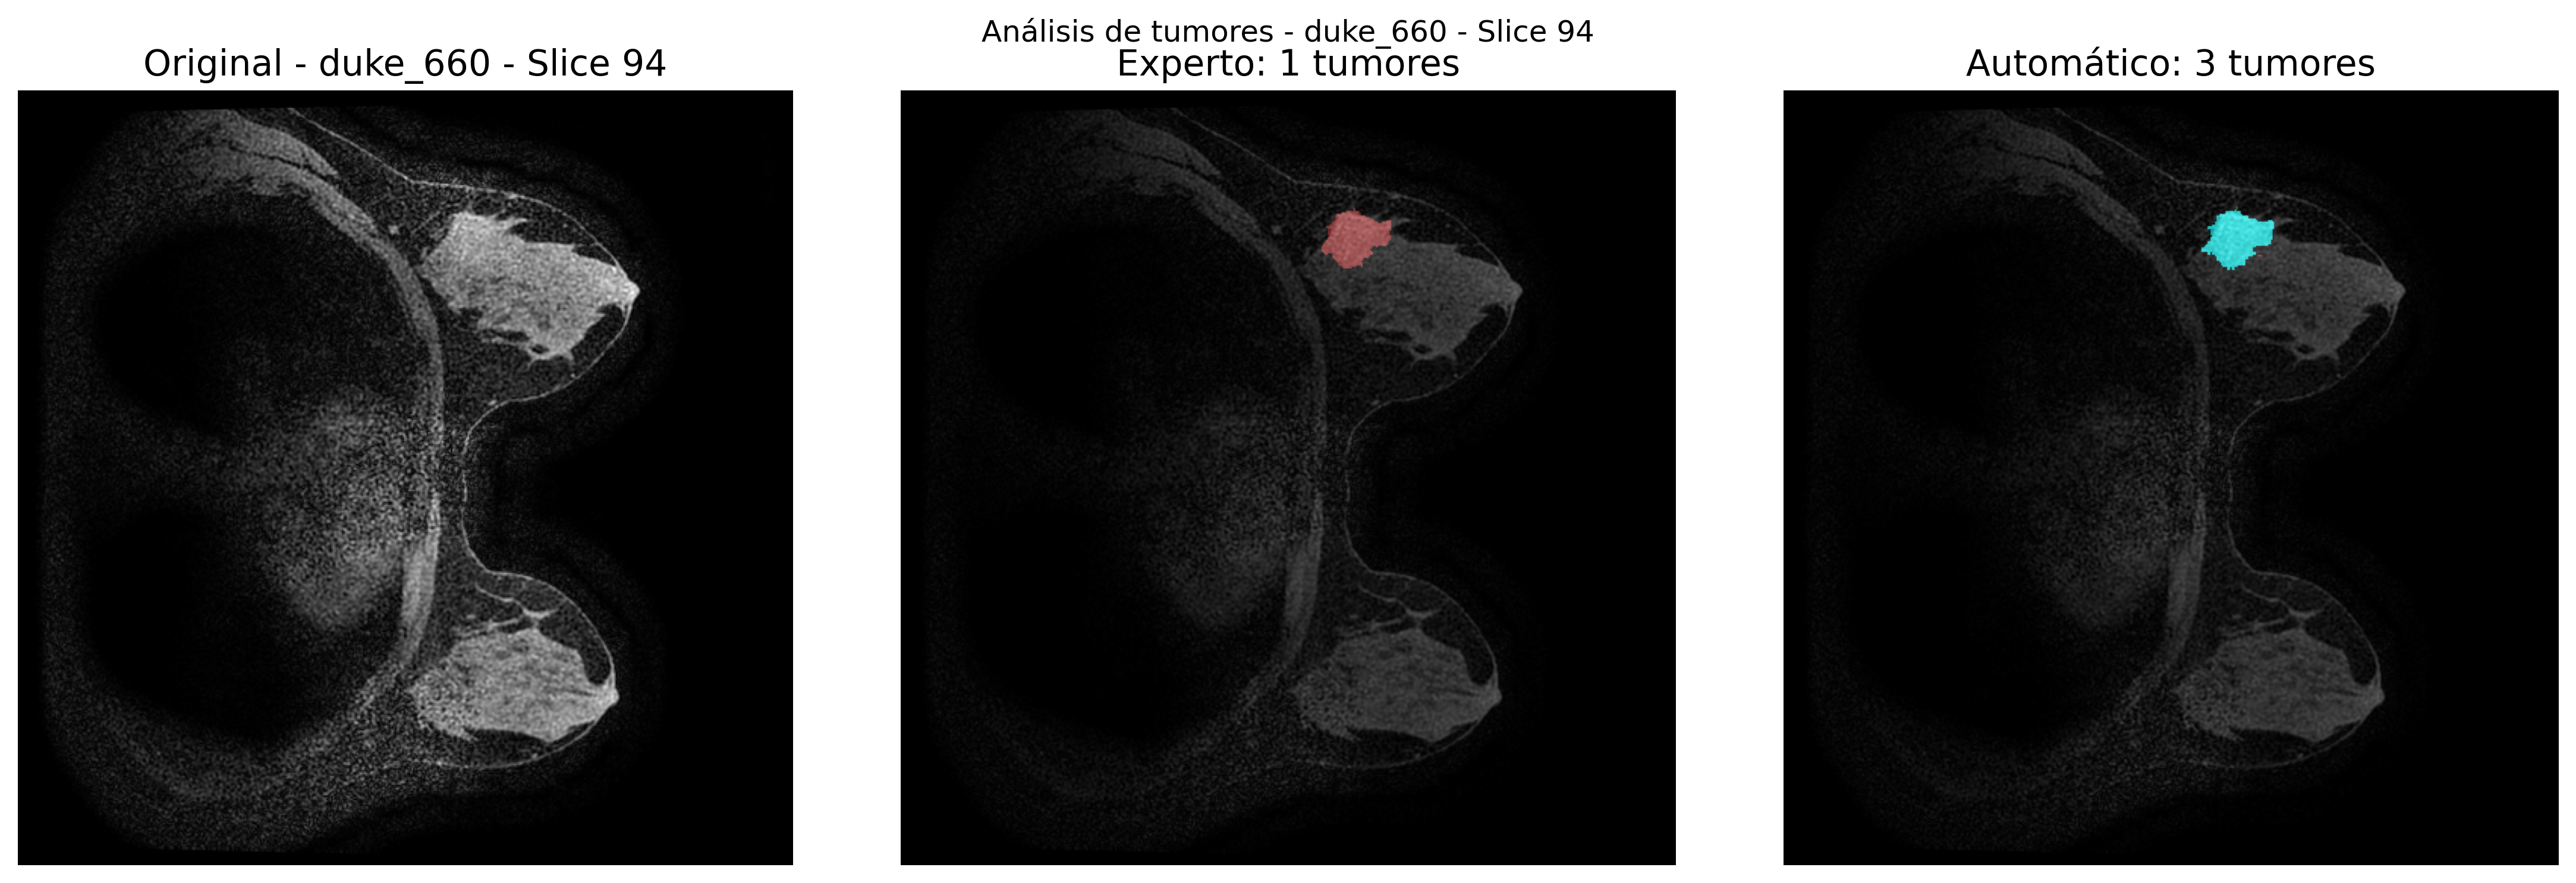 Análisis de tumores - duke_660 - Slice 94
Original - duke_660 - Slice 94
Experto: 1 tumores
Automático: 3 tumores